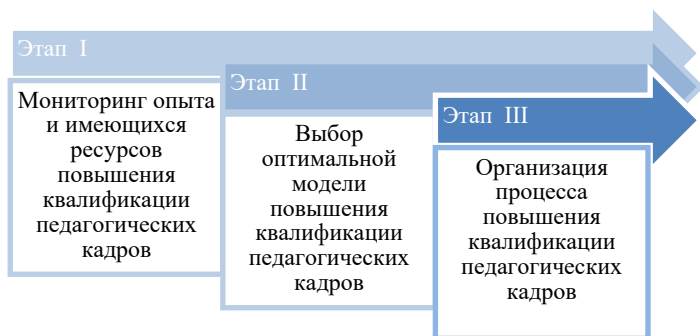 Этап I
Мониторинг опыта
и имеющихся
ресурсов
повышения
квалификации
педагогических
кадров
Этап II
Выбор
оптимальной
модели
повышения
квалификации
педагогических
кадров
Этап III
Организация
процесса
повышения
квалификации
педагогических
кадров